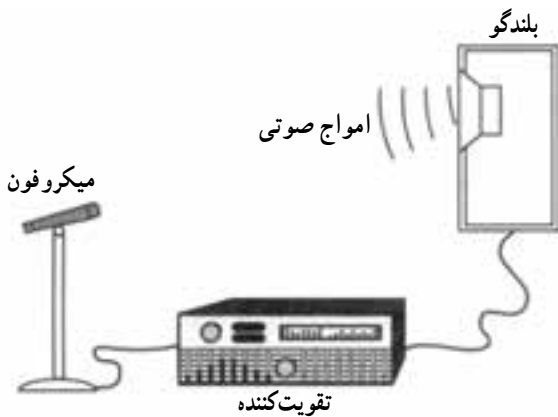 بلندگو
امواج صوتی
میکروفون
تقویت‌کننده